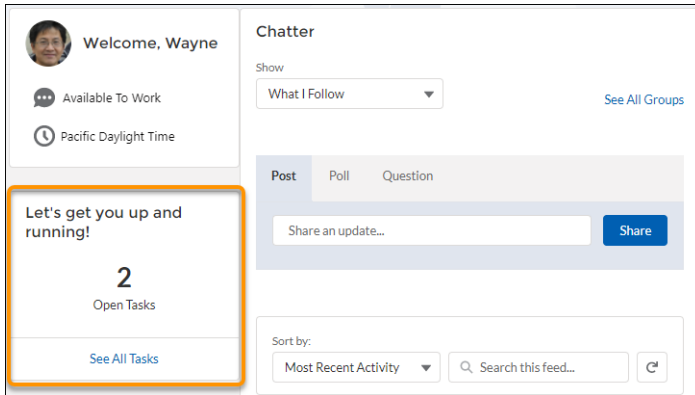 Welcome, Wayne
Available To Work
Pacific Daylight Time
Let's get you up and
running!
2
Open Tasks
See All Tasks
Chatter
Show
What I Follow
See All Groups
Post
Poll
Question
Share an update...
Share
Sort by:
Most Recent Activity
Search this feed...